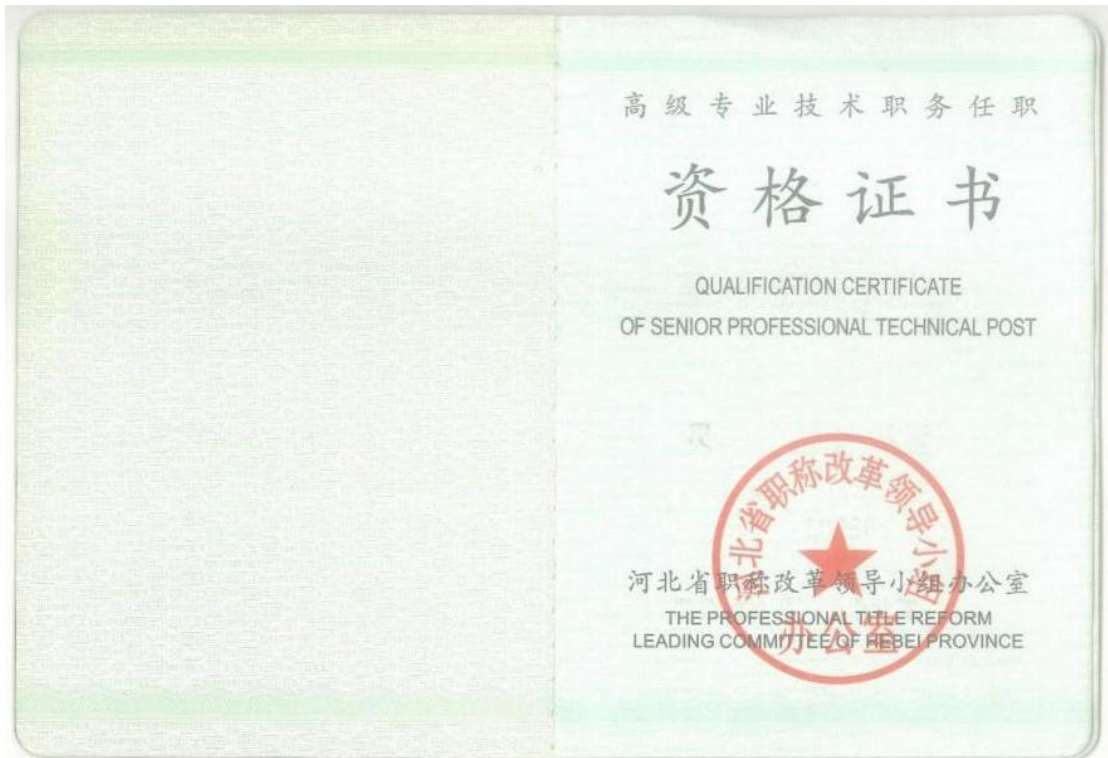 高级专业技术职务任职
资格证书
QUALIFICATION CERTIFICATE
OF SENIOR PROFESSIONAL TECHNICAL POST
河北省职称改革领导小组
河北省职称改革领导小组办公室
THE PROFESSIONAL TITLE REFORM
LEADING COMMITTEE OF HEBEI PROVINCE
办公室